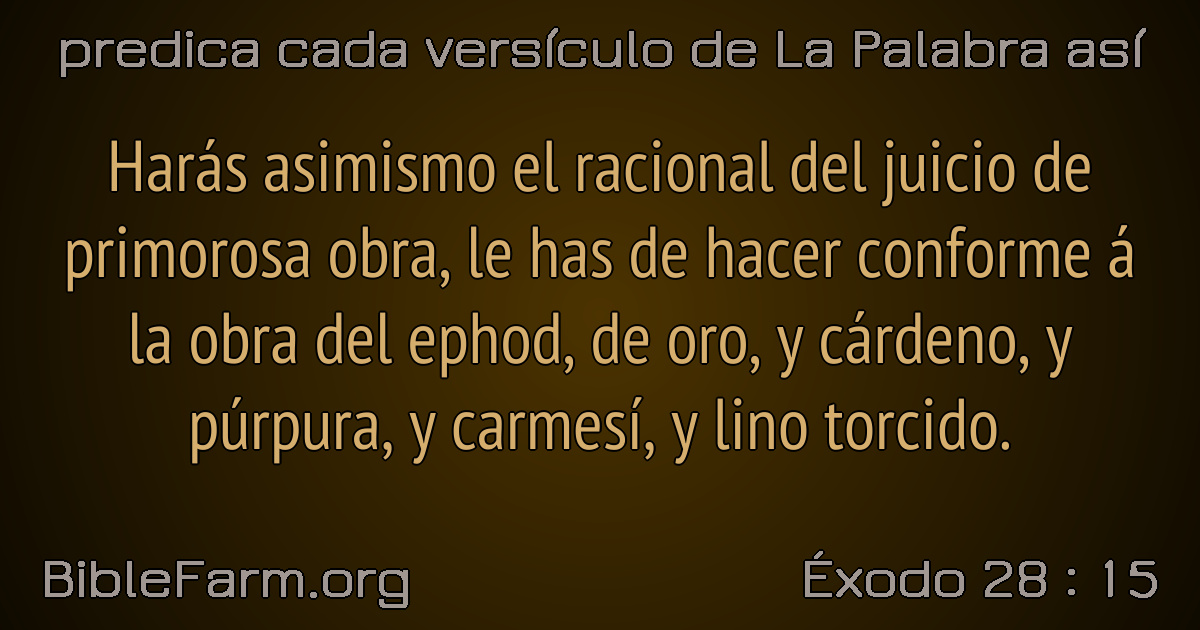 predica cada versículo de La Palabra así
Harás asimismo el racional del juicio de
primorosa obra, le has de hacer conforme á
la obra del ephod, de oro, y cárdeno, y
púrpura, y carmesí, y lino torcido.
BibleFarm.org
Éxodo 28 : 15